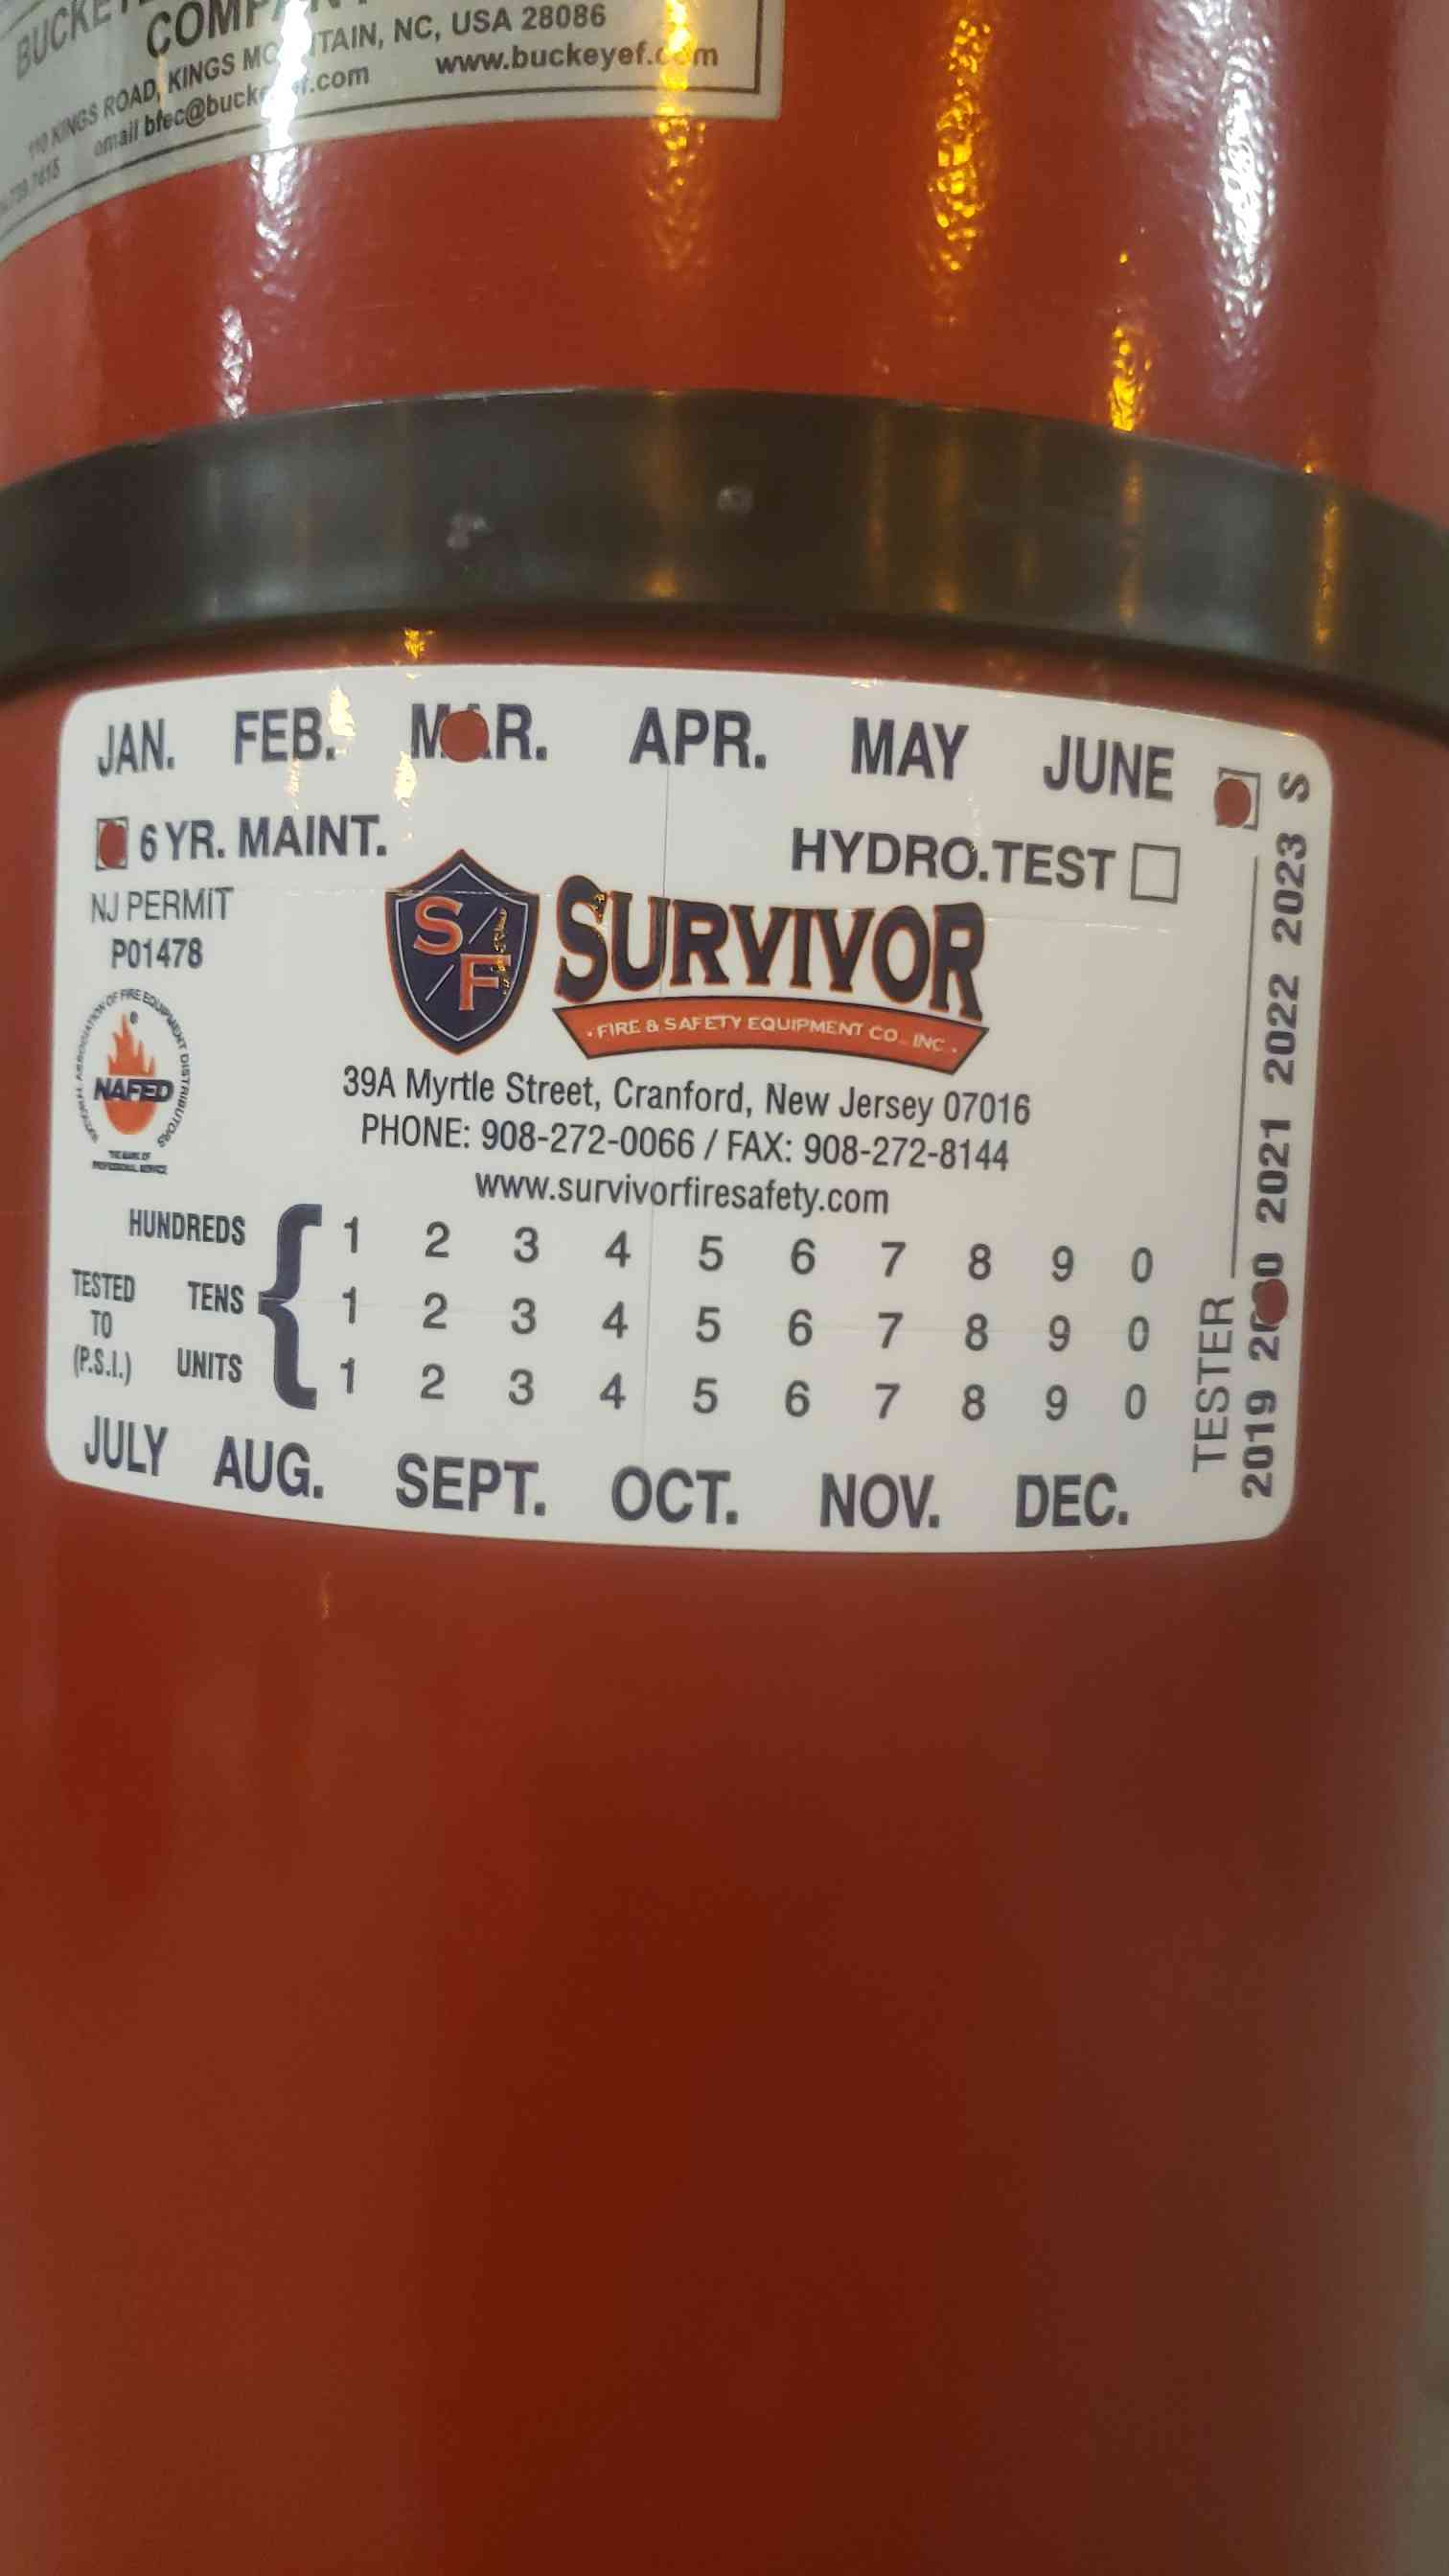 COMPAN
KINGS ROAD, KINGS MOUNTAIN, NC, USA 28086
email bfec@buckeyef.com www.buckeyef.com
JAN. FEB. MAR. APR. MAY JUNE
6 YR. MAINT. HYDRO.TEST
NJ PERMIT
P01478
NAFED
S/F SURVIVOR
· FIRE & SAFETY EQUIPMENT CO., INC ·
39A Myrtle Street, Cranford, New Jersey 07016
PHONE: 908-272-0066 / FAX: 908-272-8144
www.survivorfiresafety.com
HUNDREDS 1 2 3 4 5 6 7 8 9 0
TESTED TO (P.S.I.)
TENS 1 2 3 4 5 6 7 8 9 0
UNITS 1 2 3 4 5 6 7 8 9 0
JULY AUG. SEPT. OCT. NOV. DEC.
TESTER
2019 2020 2021 2022 2023 S